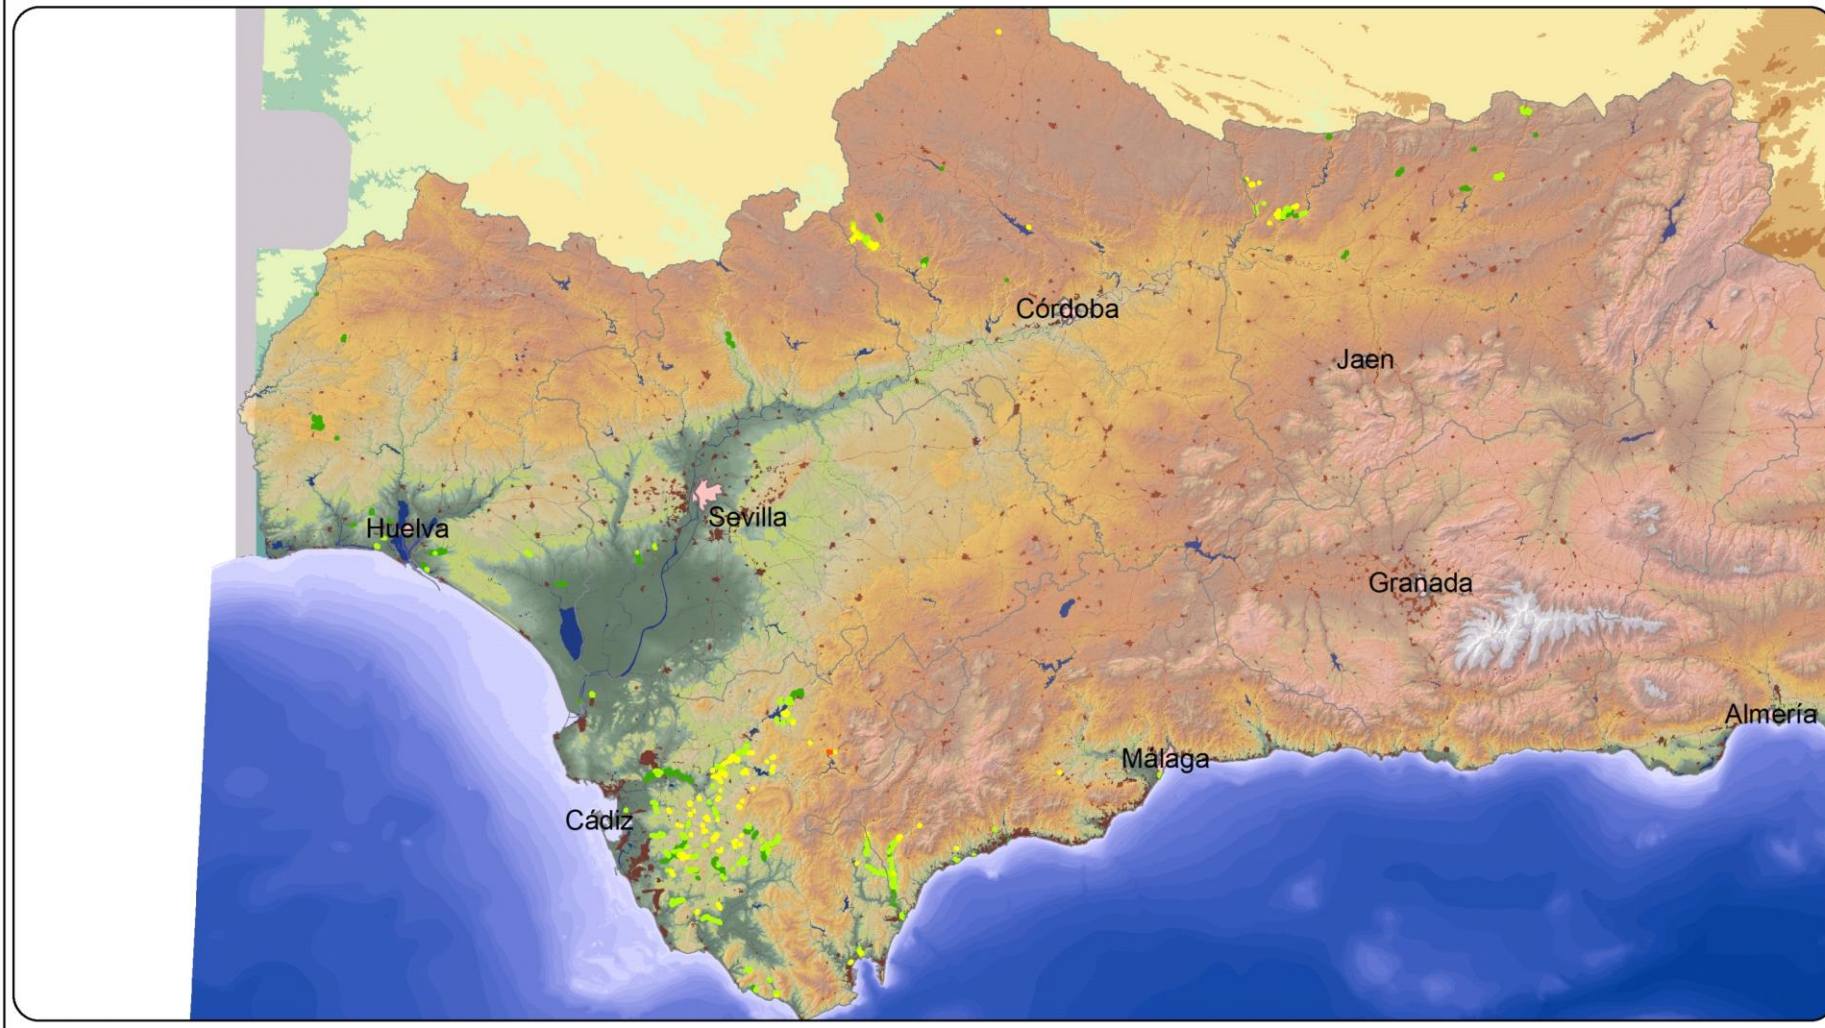 Córdoba
Jaen
Sevilla
Huelva
Granada
Almería
Málaga
Cádiz